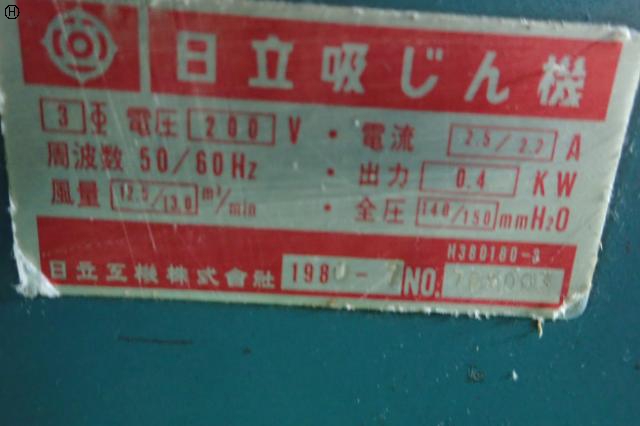 H
日立吸じん機
3 Φ 電圧 200 V ・ 電流 2.5/2.2 A
周波数 50/60Hz ・ 出力 0.4 KW
風量 12.5/13.0 m³/min ・ 全圧 140/150 mmH₂O
H380180-3
日立工機株式會社 NO.